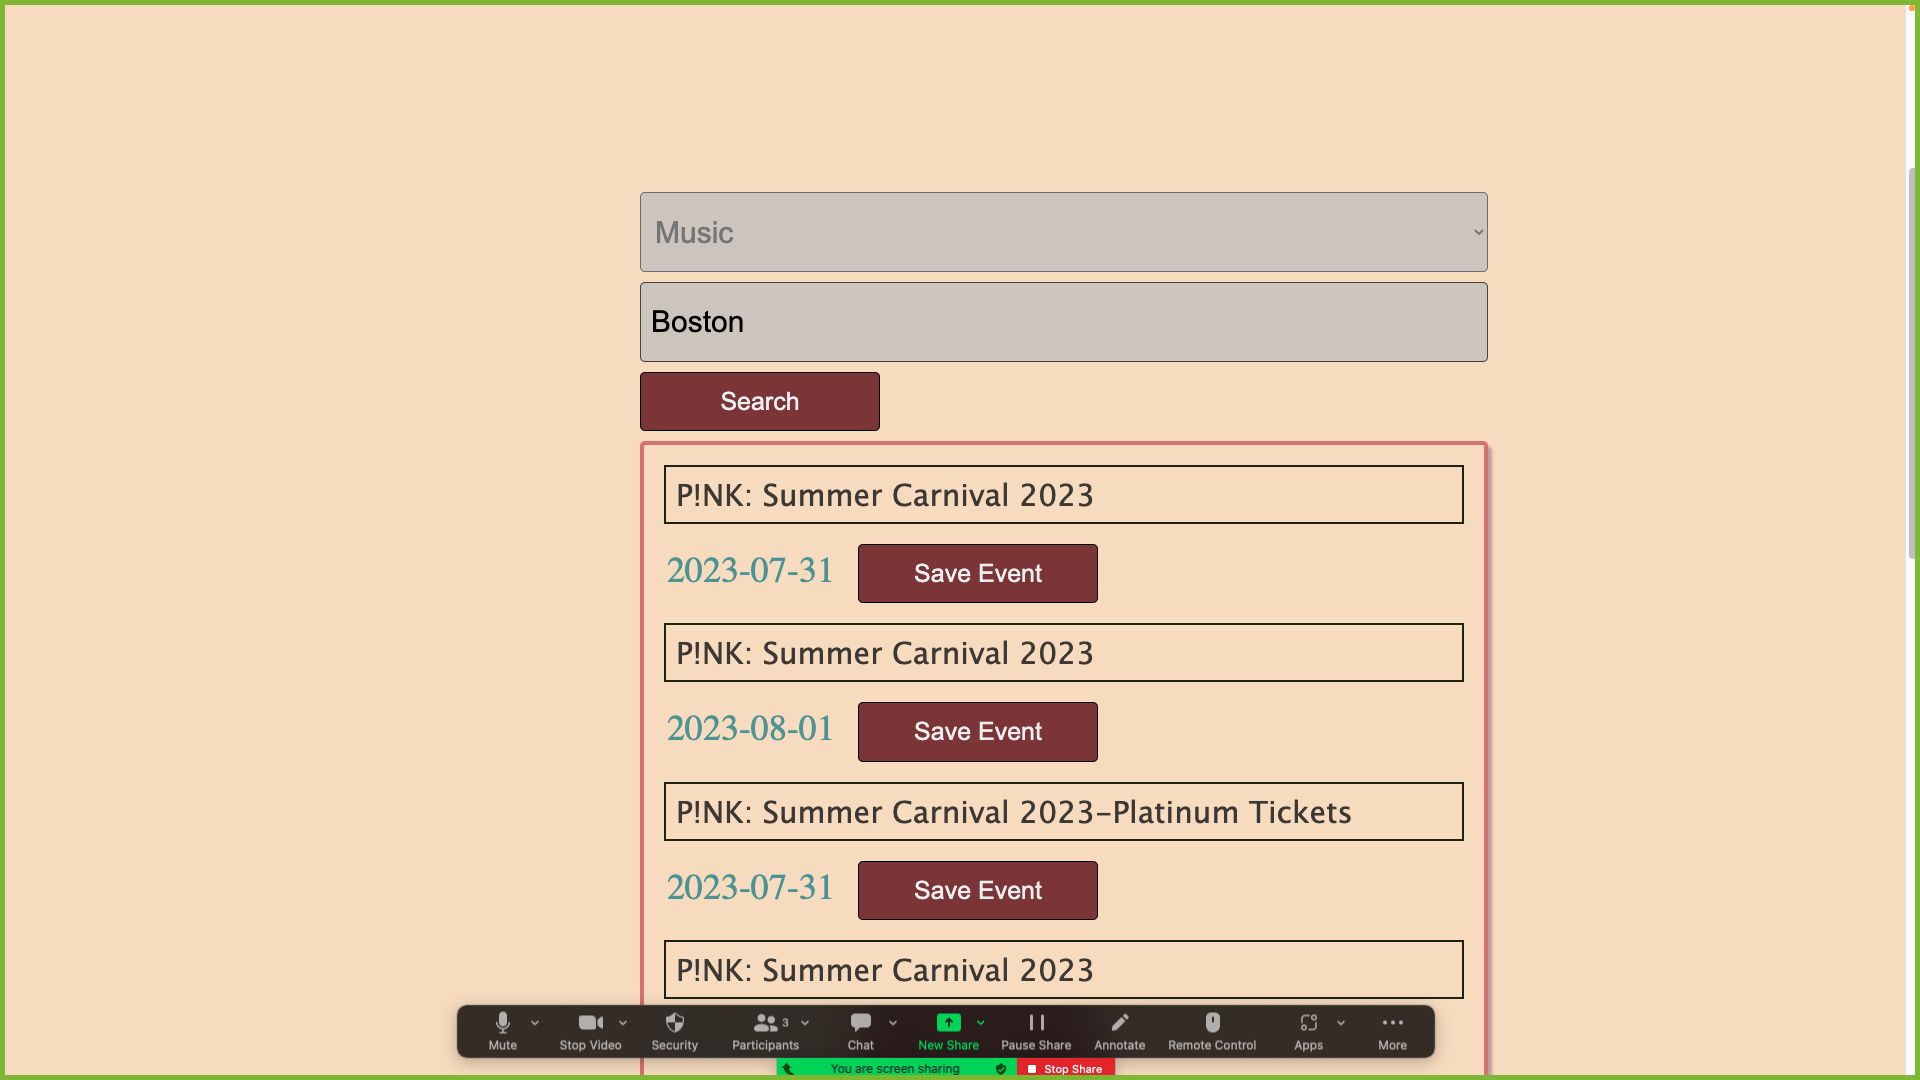 Music
Boston
Search
P!NK: Summer Carnival 2023
2023-07-31 Save Event
P!NK: Summer Carnival 2023
2023-08-01 Save Event
P!NK: Summer Carnival 2023-Platinum Tickets
2023-07-31 Save Event
P!NK: Summer Carnival 2023
3
Mute Stop Video Security Participants Chat New Share Pause Share Annotate Remote Control Apps More
You are screen sharing Stop Share